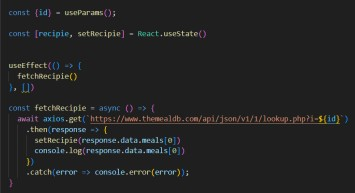 const {id} = useParams();
const [recipie, setRecipie] = React.useState()
useEffect(() => {
fetchRecipie()
}, [])
const fetchRecipie = async () => {
await axios.get(`https://www.themealdb.com/api/json/v1/1/lookup.php?i=${id}`)
.then(response => {
setRecipie(response.data.meals[0])
console.log(response.data.meals[0])
})
.catch(error => console.error(error));
}